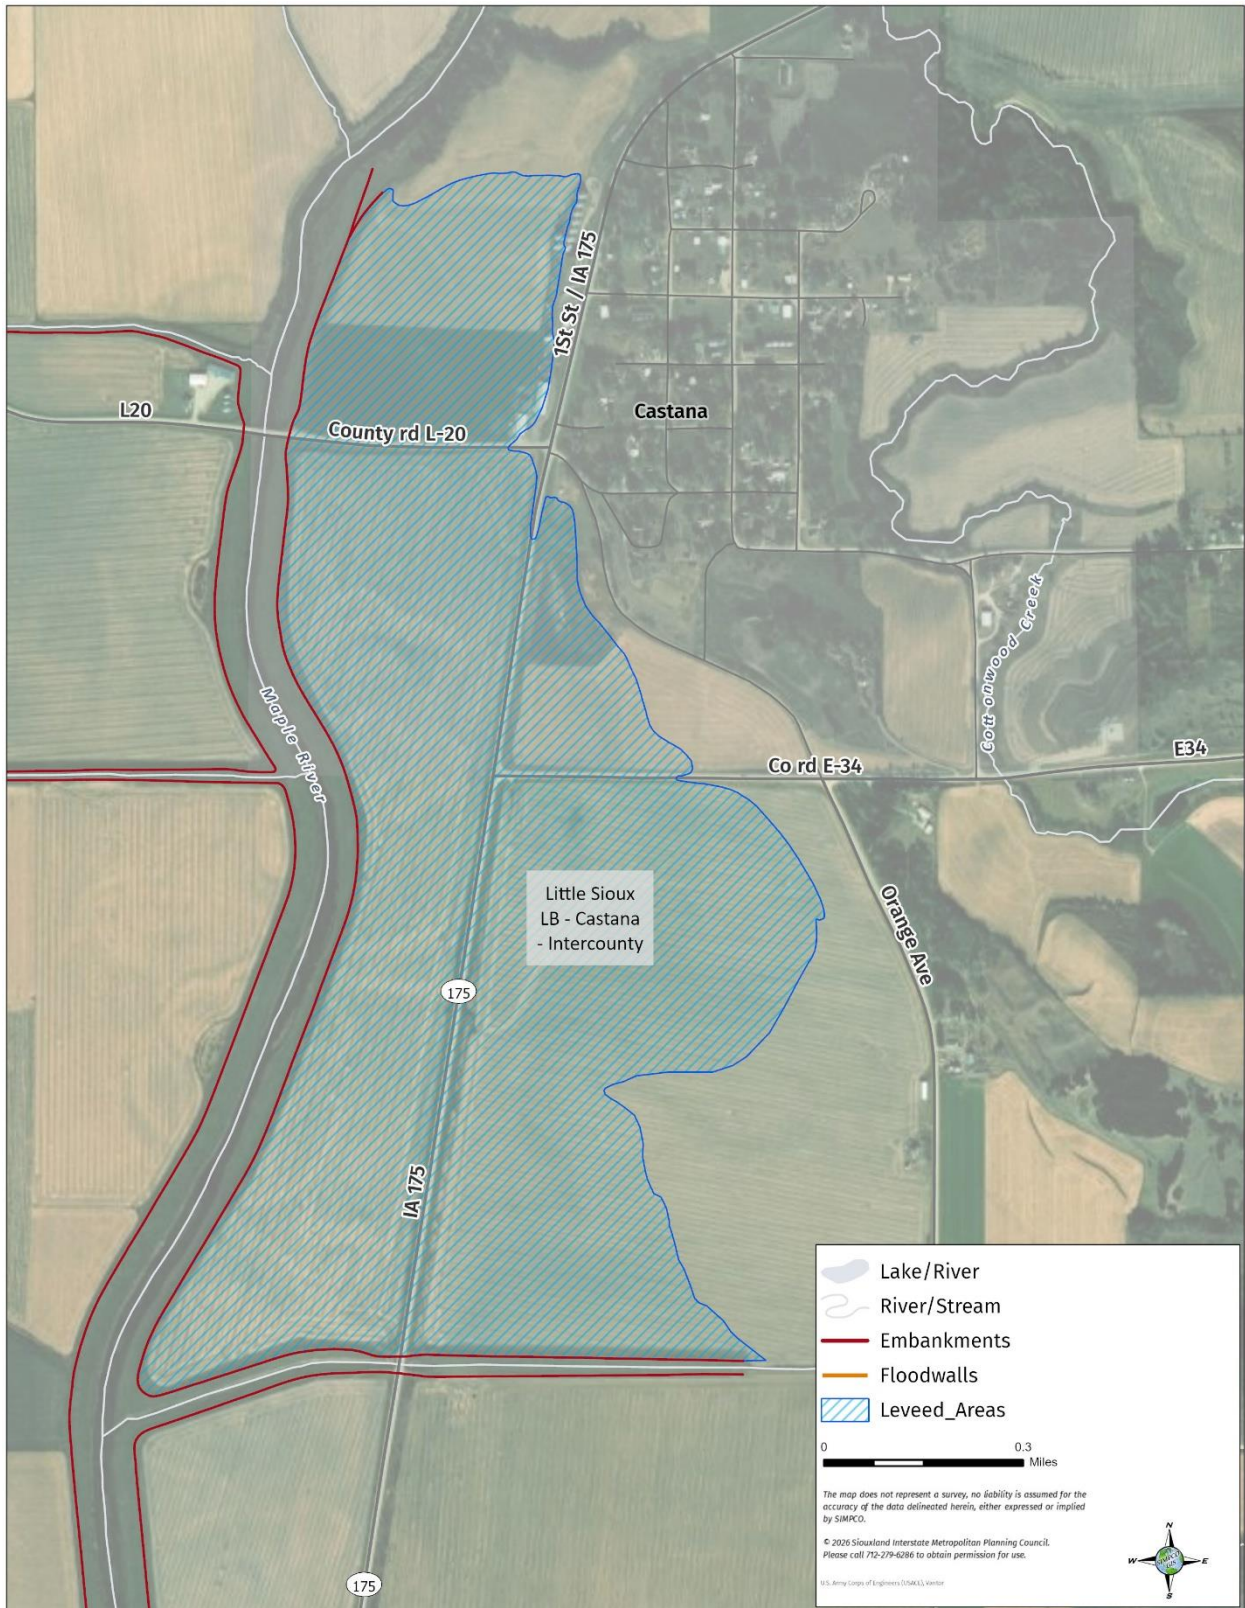 1St St / IA 175
L20
County rd L-20
Castana
Cottonwood Creek
Maple River
Co rd E-34
E34
Little Sioux
LB - Castana
- Intercounty
Orange Ave
175
IA 175
175
Lake/River
River/Stream
Embankments
Floodwalls
Leveed_Areas
0 0.3
Miles
The map does not represent a survey, no liability is assumed for the
accuracy of the data delineated herein, either expressed or implied
by SIMPCO.
© 2026 Siouxland Interstate Metropolitan Planning Council.
Please call 712-279-6286 to obtain permission for use.
U.S. Army Corps of Engineers (USACE), Vantor
N
W E
SIMPCO
GIS
S